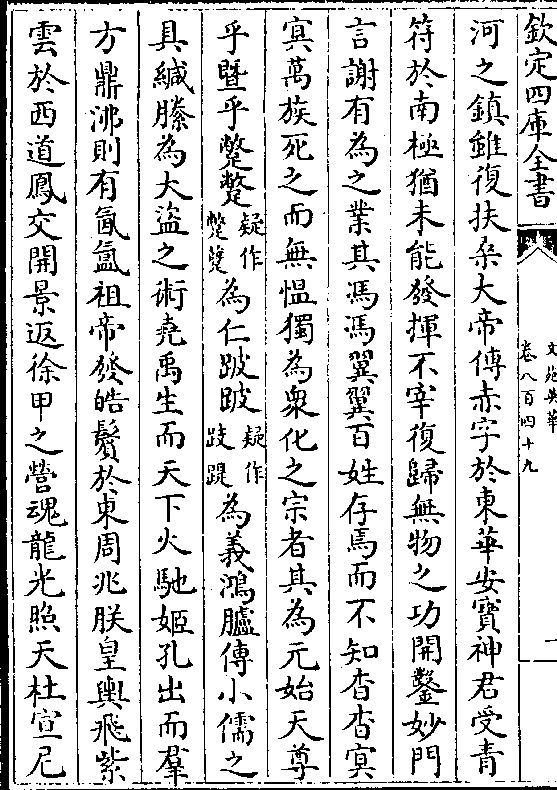 欽定四庫全書
文苑英華
卷八百四十九
一
河之鎮雖復扶桑大帝傳赤字於東華安寶神君受青
符於南極猶未能發揮不宰復歸無物之功開鑿妙門
言謝有為之業其馮馮翼翼百姓存焉而不知杳杳寘
寘萬族死之而無慍獨為衆化之宗者其為元始天尊
乎曁乎蹩蹩疑作蹩躠為仁跛跛疑作跂踶為義鴻臚傳小儒之
具緘縢為大盜之術堯禹生而天下火馳姬孔出而羣
方鼎沸則有氤氳祖帝發皓鬢於東周兆朕皇輿飛紫
雲於西道鳳交開景返徐甲之營魂龍光照天杜宣尼